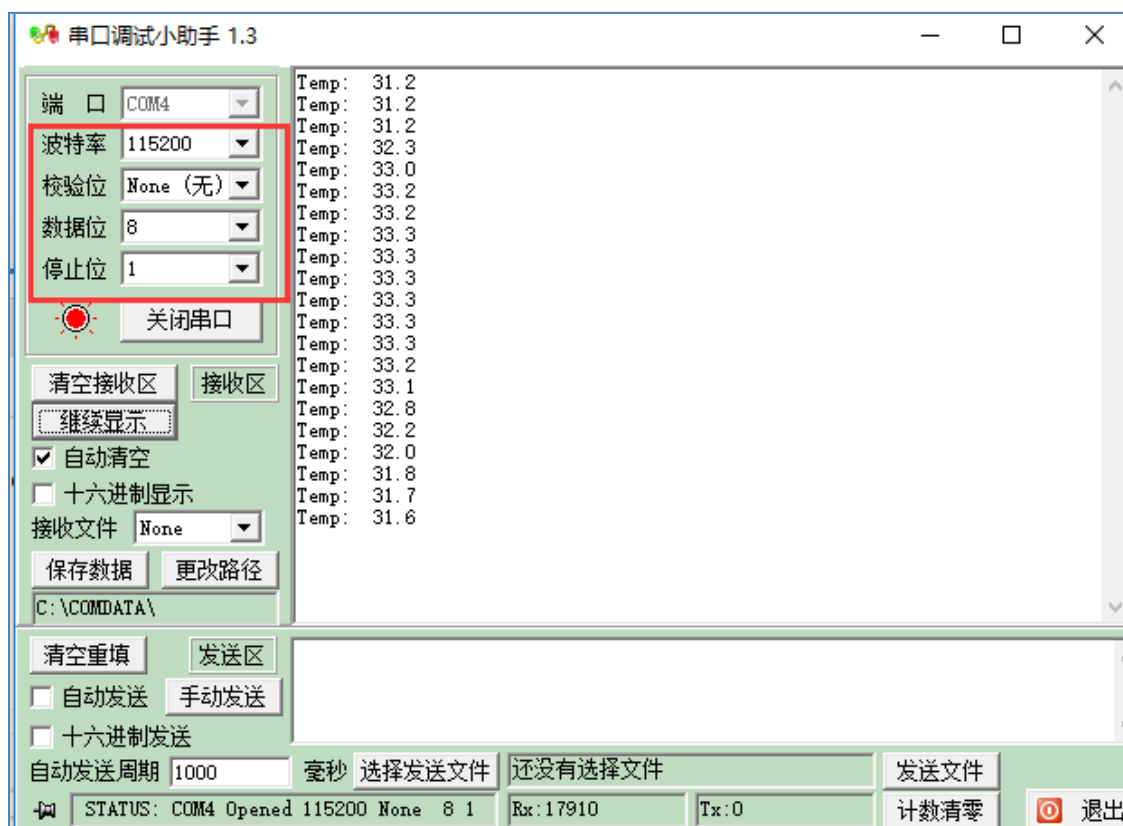 串口调试小助手 1.3
端 口 COM4
波特率 115200
校验位 None (无)
数据位 8
停止位 1
关闭串口
清空接收区 接收区
继续显示
自动清空
十六进制显示
接收文件 None
保存数据 更改路径
C:\COMDATA\
Temp: 31.2
Temp: 31.2
Temp: 31.2
Temp: 32.3
Temp: 33.0
Temp: 33.2
Temp: 33.2
Temp: 33.3
Temp: 33.3
Temp: 33.3
Temp: 33.3
Temp: 33.3
Temp: 33.3
Temp: 33.2
Temp: 33.1
Temp: 32.8
Temp: 32.2
Temp: 32.0
Temp: 31.8
Temp: 31.7
Temp: 31.6
清空重填 发送区
自动发送 手动发送
十六进制发送
自动发送周期 1000 毫秒 选择发送文件 还没有选择文件 发送文件
STATUS: COM4 Opened 115200 None 8 1 Rx:17910 Tx:0 计数清零 退出